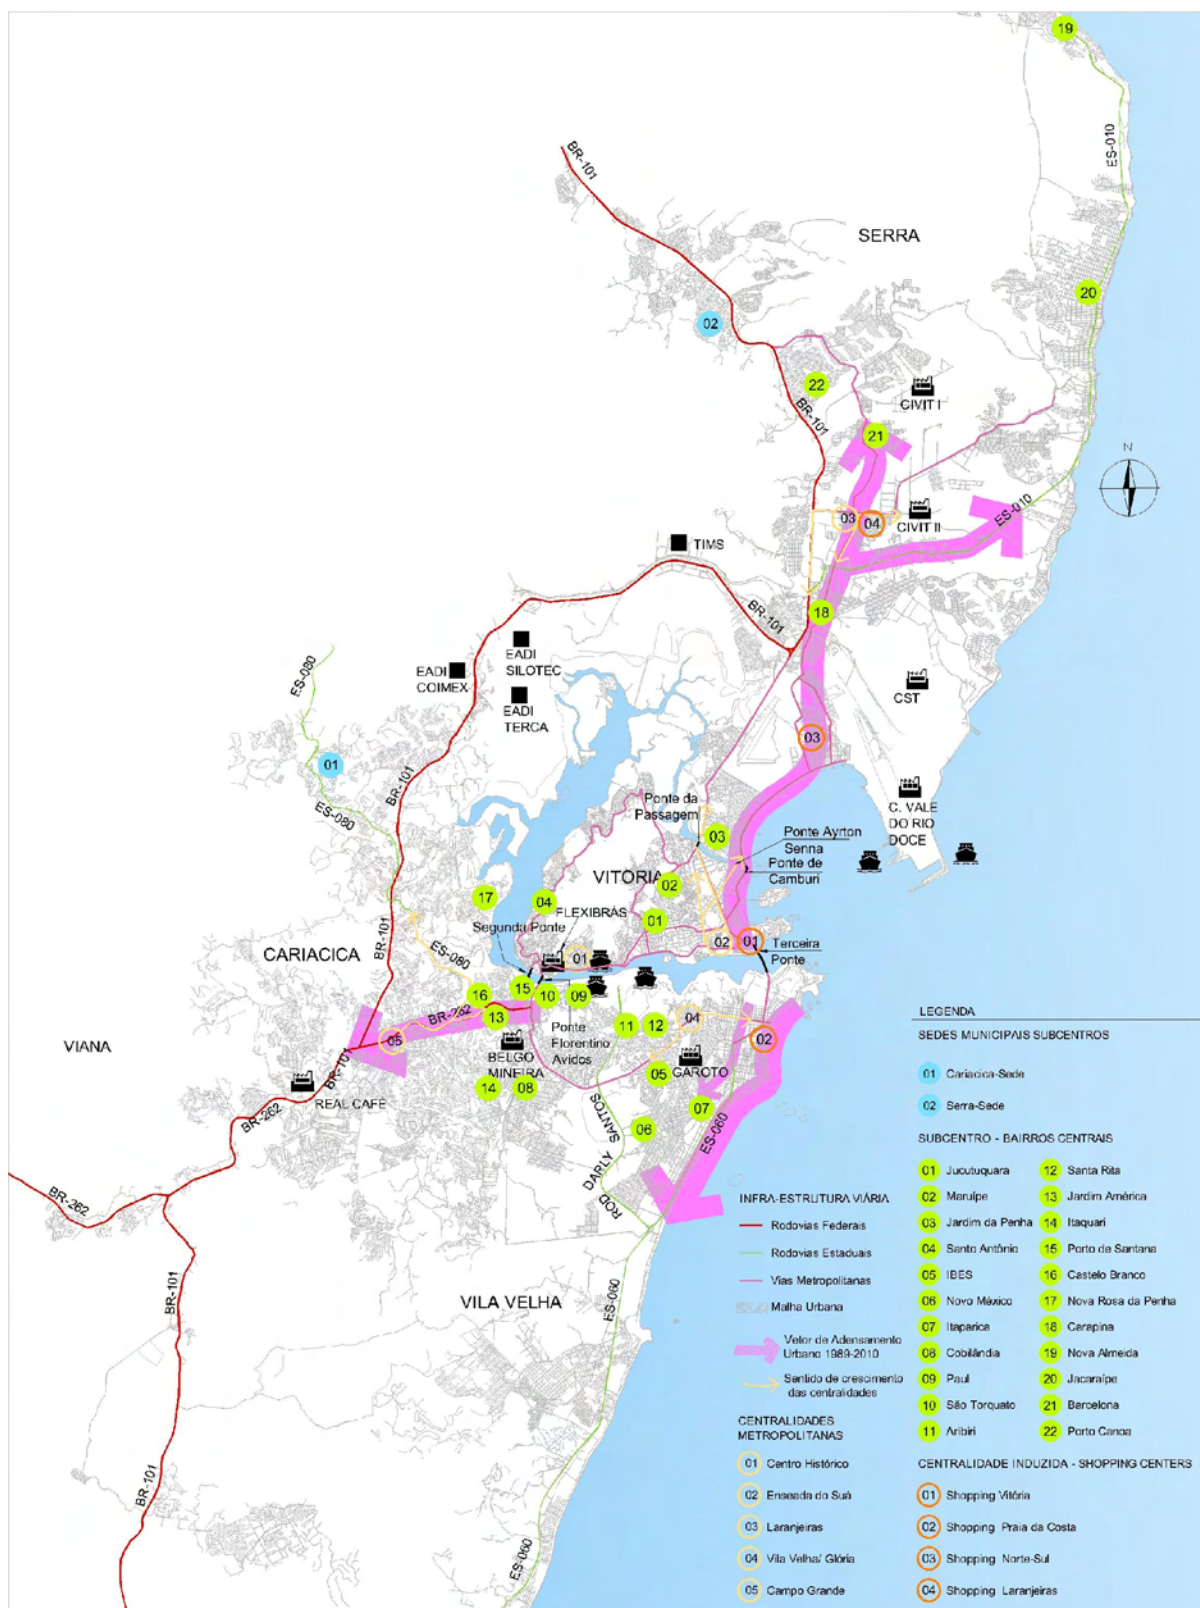 19
BR-101
ES-010
SERRA
20
02
22
CIVIT I
BR-101
21
N
03
04
CIVIT II
ES-010
TIMS
BR-101
18
EADI
SILOTEC
EADI
COIMEX
EADI
TERCA
ES-080
CST
03
01
BR-101
ES-080
Ponte da
Passagem
C. VALE
DO RIO
DOCE
03
Ponte Ayrton
Senna
Ponte de
Camburi
VITÓRIA
02
17
04
FLEXIBRÁS
01
Segunda Ponte
02
01
Terceira
Ponte
BR-101
CARIACICA
ES-080
01
15
16
10
09
BR-262
13
11
12
04
02
05
Ponte
Florentino
Avidos
VIANA
BR-101
BELGO
MINEIRA
GAROTO
05
REAL CAFÉ
14
08
BR-262
07
06
ROD DARLY SANTOS
ES-060
BR-262
BR-101
VILA VELHA
ES-060
BR-101
ES-060
LEGENDA
SEDES MUNICIPAIS SUBCENTROS
01 Cariacica-Sede
02 Serra-Sede
SUBCENTRO - BAIRROS CENTRAIS
01 Jucutuquara
02 Maruípe
03 Jardim da Penha
04 Santo Antônio
05 IBES
06 Novo México
07 Itaparica
08 Cobilândia
09 Paul
10 São Torquato
11 Aribiri
12 Santa Rita
13 Jardim América
14 Itaquari
15 Porto de Santana
16 Castelo Branco
17 Nova Rosa da Penha
18 Carapina
19 Nova Almeida
20 Jacaraípe
21 Barcelona
22 Porto Canoa
INFRA-ESTRUTURA VIÁRIA
Rodovias Federais
Rodovias Estaduais
Vias Metropolitanas
Malha Urbana
Vetor de Adensamento
Urbano 1989-2010
Sentido de crescimento
das centralidades
CENTRALIDADES
METROPOLITANAS
01 Centro Histórico
02 Enseada do Suá
03 Laranjeiras
04 Vila Velha/ Glória
05 Campo Grande
CENTRALIDADE INDUZIDA - SHOPPING CENTERS
01 Shopping Vitória
02 Shopping Praia da Costa
03 Shopping Norte-Sul
04 Shopping Laranjeiras